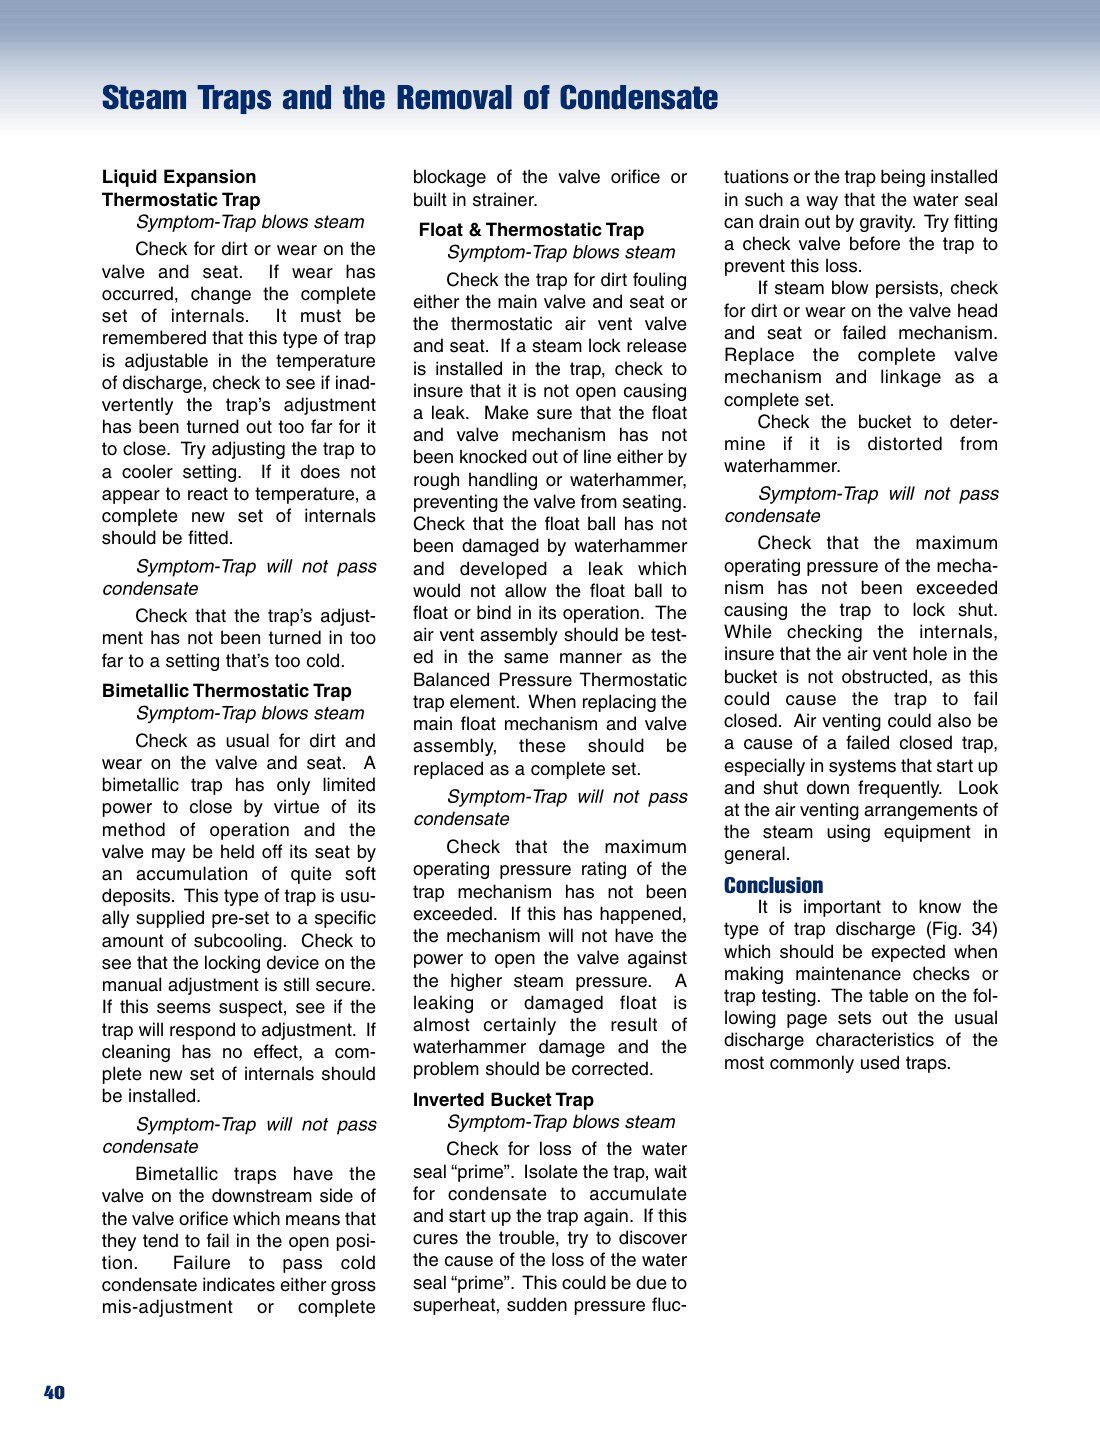 Steam Traps and the Removal of Condensate
Liquid Expansion
Thermostatic Trap
Symptom-Trap blows steam
Check for dirt or wear on the
valve and seat. If wear has
occurred, change the complete
set of internals. It must be
remembered that this type of trap
is adjustable in the temperature
of discharge, check to see if inad-
vertently the trap's adjustment
has been turned out too far for it
to close. Try adjusting the trap to
a cooler setting. If it does not
appear to react to temperature, a
complete new set of internals
should be fitted.
Symptom-Trap will not pass
condensate
Check that the trap's adjust-
ment has not been turned in too
far to a setting that's too cold.
Bimetallic Thermostatic Trap
Symptom-Trap blows steam
Check as usual for dirt and
wear on the valve and seat. A
bimetallic trap has only limited
power to close by virtue of its
method of operation and the
valve may be held off its seat by
an accumulation of quite soft
deposits. This type of trap is usu-
ally supplied pre-set to a specific
amount of subcooling. Check to
see that the locking device on the
manual adjustment is still secure.
If this seems suspect, see if the
trap will respond to adjustment. If
cleaning has no effect, a com-
plete new set of internals should
be installed.
Symptom-Trap will not pass
condensate
Bimetallic traps have the
valve on the downstream side of
the valve orifice which means that
they tend to fail in the open posi-
tion. Failure to pass cold
condensate indicates either gross
mis-adjustment or complete
blockage of the valve orifice or
built in strainer.
Float & Thermostatic Trap
Symptom-Trap blows steam
Check the trap for dirt fouling
either the main valve and seat or
the thermostatic air vent valve
and seat. If a steam lock release
is installed in the trap, check to
insure that it is not open causing
a leak. Make sure that the float
and valve mechanism has not
been knocked out of line either by
rough handling or waterhammer,
preventing the valve from seating.
Check that the float ball has not
been damaged by waterhammer
and developed a leak which
would not allow the float ball to
float or bind in its operation. The
air vent assembly should be test-
ed in the same manner as the
Balanced Pressure Thermostatic
trap element. When replacing the
main float mechanism and valve
assembly, these should be
replaced as a complete set.
Symptom-Trap will not pass
condensate
Check that the maximum
operating pressure rating of the
trap mechanism has not been
exceeded. If this has happened,
the mechanism will not have the
power to open the valve against
the higher steam pressure. A
leaking or damaged float is
almost certainly the result of
waterhammer damage and the
problem should be corrected.
Inverted Bucket Trap
Symptom-Trap blows steam
Check for loss of the water
seal “prime”. Isolate the trap, wait
for condensate to accumulate
and start up the trap again. If this
cures the trouble, try to discover
the cause of the loss of the water
seal “prime”. This could be due to
superheat, sudden pressure fluc-
tuations or the trap being installed
in such a way that the water seal
can drain out by gravity. Try fitting
a check valve before the trap to
prevent this loss.
If steam blow persists, check
for dirt or wear on the valve head
and seat or failed mechanism.
Replace the complete valve
mechanism and linkage as a
complete set.
Check the bucket to deter-
mine if it is distorted from
waterhammer.
Symptom-Trap will not pass
condensate
Check that the maximum
operating pressure of the mecha-
nism has not been exceeded
causing the trap to lock shut.
While checking the internals,
insure that the air vent hole in the
bucket is not obstructed, as this
could cause the trap to fail
closed. Air venting could also be
a cause of a failed closed trap,
especially in systems that start up
and shut down frequently. Look
at the air venting arrangements of
the steam using equipment in
general.
Conclusion
It is important to know the
type of trap discharge (Fig. 34)
which should be expected when
making maintenance checks or
trap testing. The table on the fol-
lowing page sets out the usual
discharge characteristics of the
most commonly used traps.
40